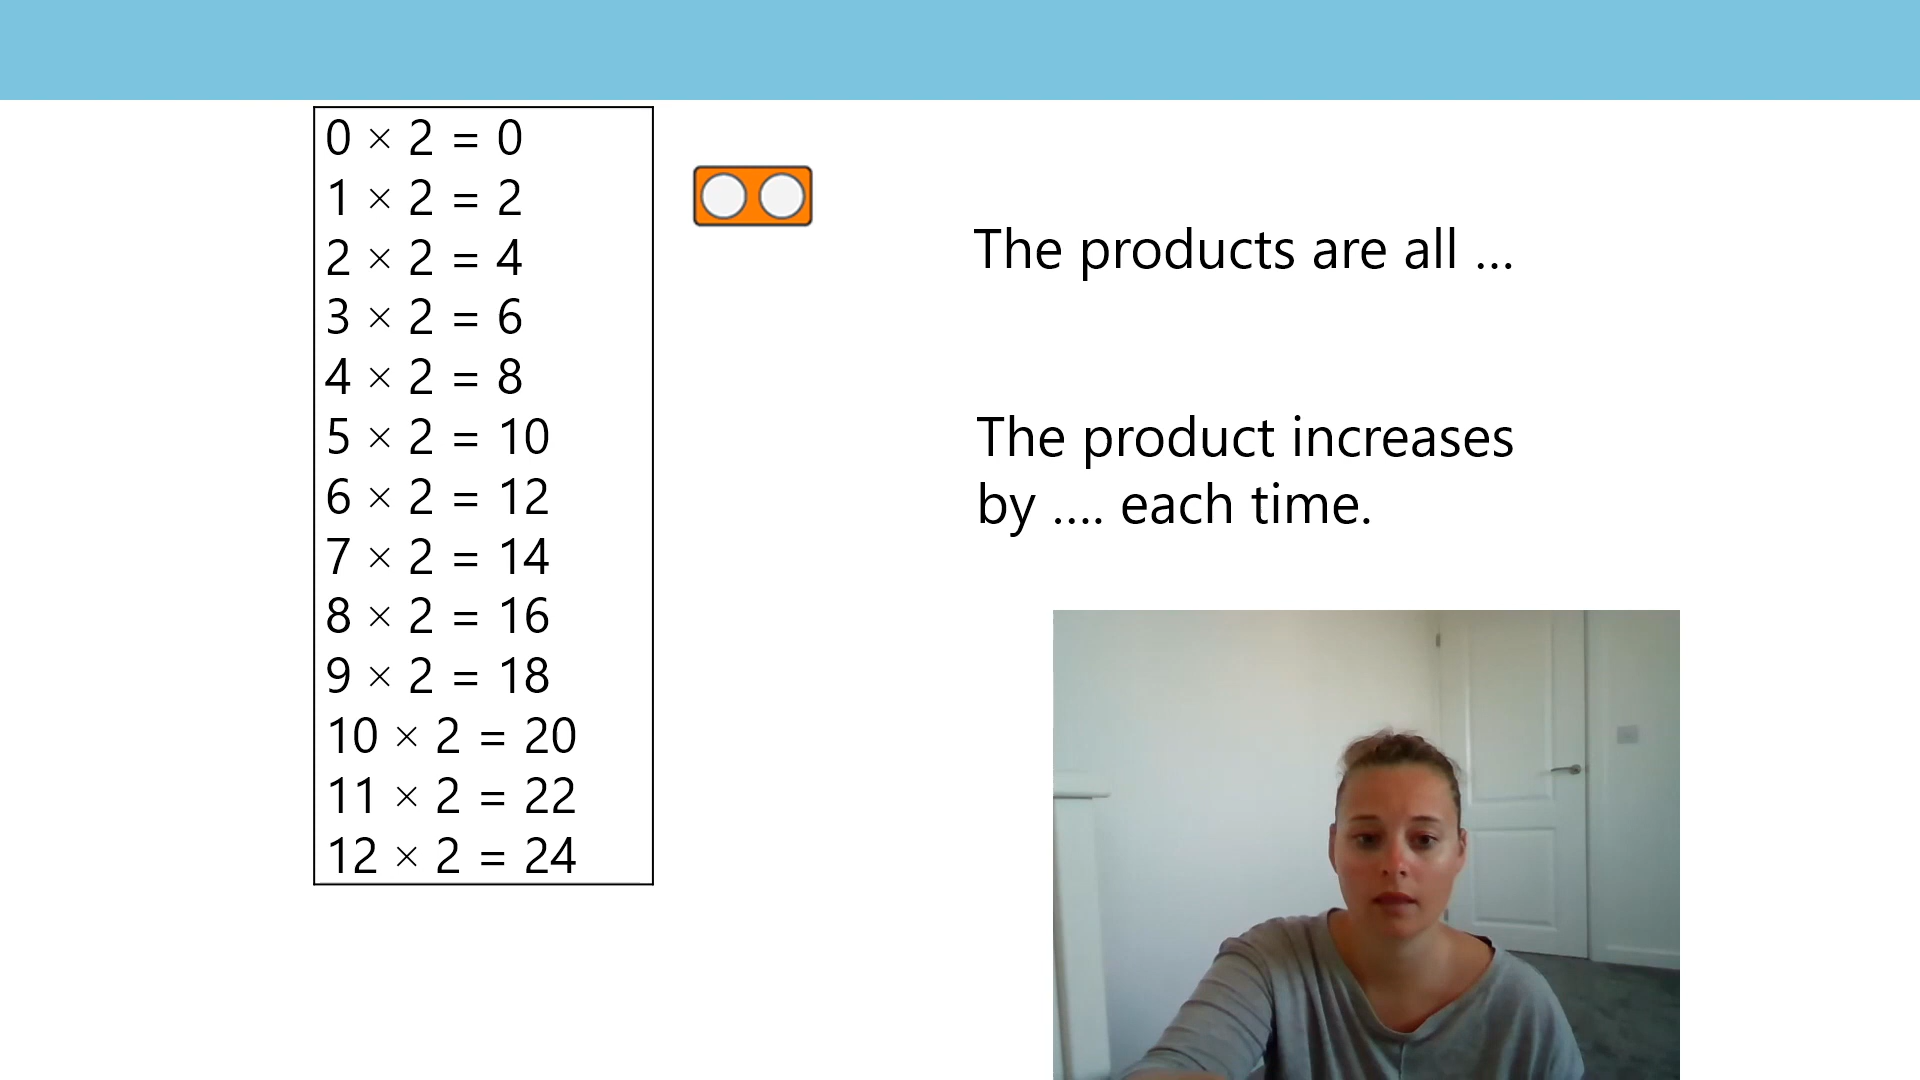 0 × 2 = 0
1 × 2 = 2
2 × 2 = 4
3 × 2 = 6
4 × 2 = 8
5 × 2 = 10
6 × 2 = 12
7 × 2 = 14
8 × 2 = 16
9 × 2 = 18
10 × 2 = 20
11 × 2 = 22
12 × 2 = 24
The products are all ...
The product increases
by .... each time.